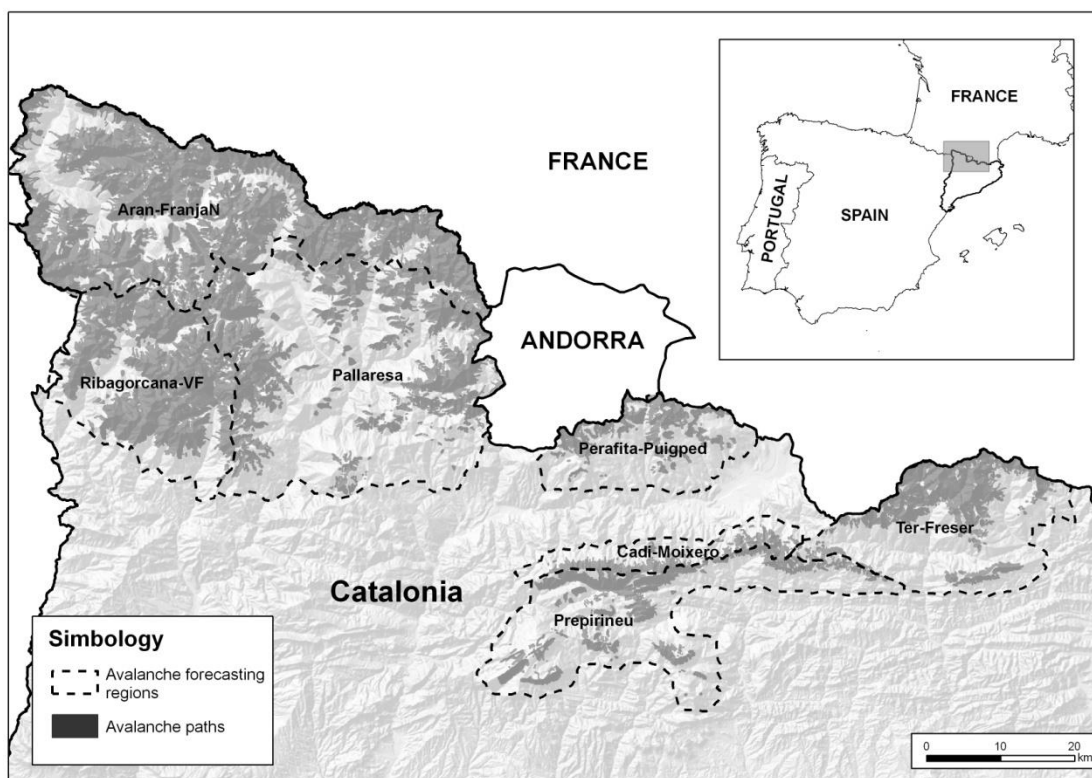 FRANCE
PORTUGAL
SPAIN
FRANCE
Aran-FranjaN
ANDORRA
Ribagorcana-VF
Pallaresa
Perafita-Puigped
Ter-Freser
Cadi-Moixero
Catalonia
Prepirineu
Simbology
Avalanche forecasting
regions
Avalanche paths
0 10 20
km